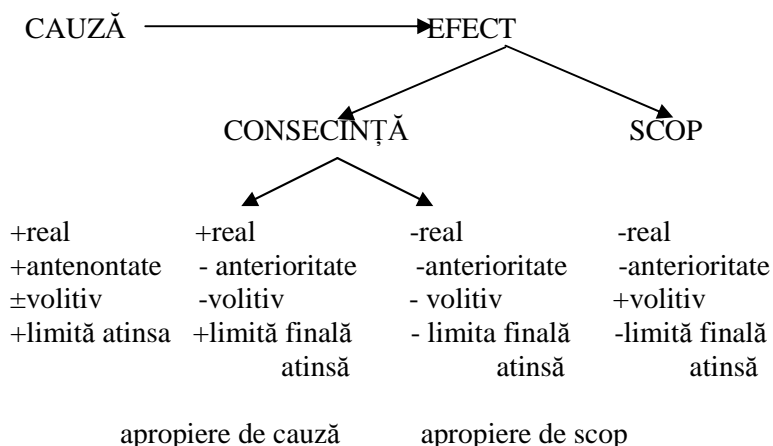 CAUZĂ EFECT
CONSECINȚĂ SCOP
+real +real -real -real
+antenontate - anterioritate -anterioritate -anterioritate
±volitiv -volitiv - volitiv +volitiv
+limită atinsa +limită finală - limita finală -limită finală
atinsă atinsă atinsă
apropiere de cauză apropiere de scop